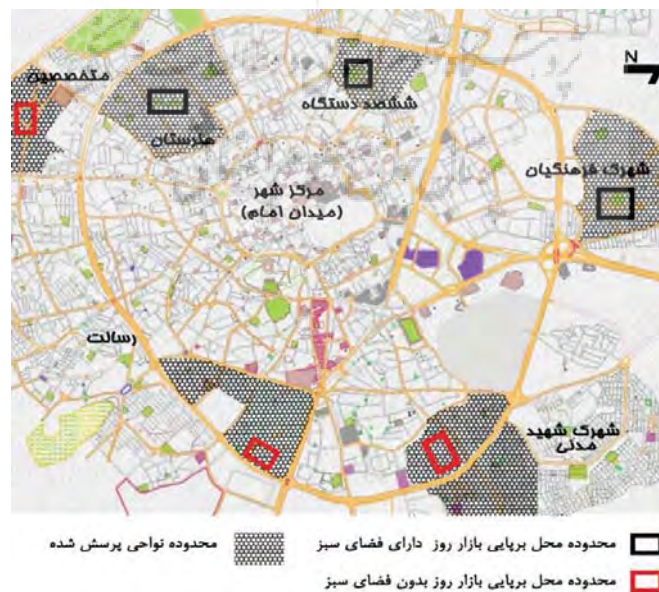 N
متخصصین
هنرستان
ششصد دستگاه
شهرک فرهنگیان
مرکز شهر
(میدان امام)
رسالت
شهرک شهید
مدنی
محدوده محل برپایی بازار روز دارای فضای سبز
محدوده نواحی پرسش شده
محدوده محل برپایی بازار روز بدون فضای سبز